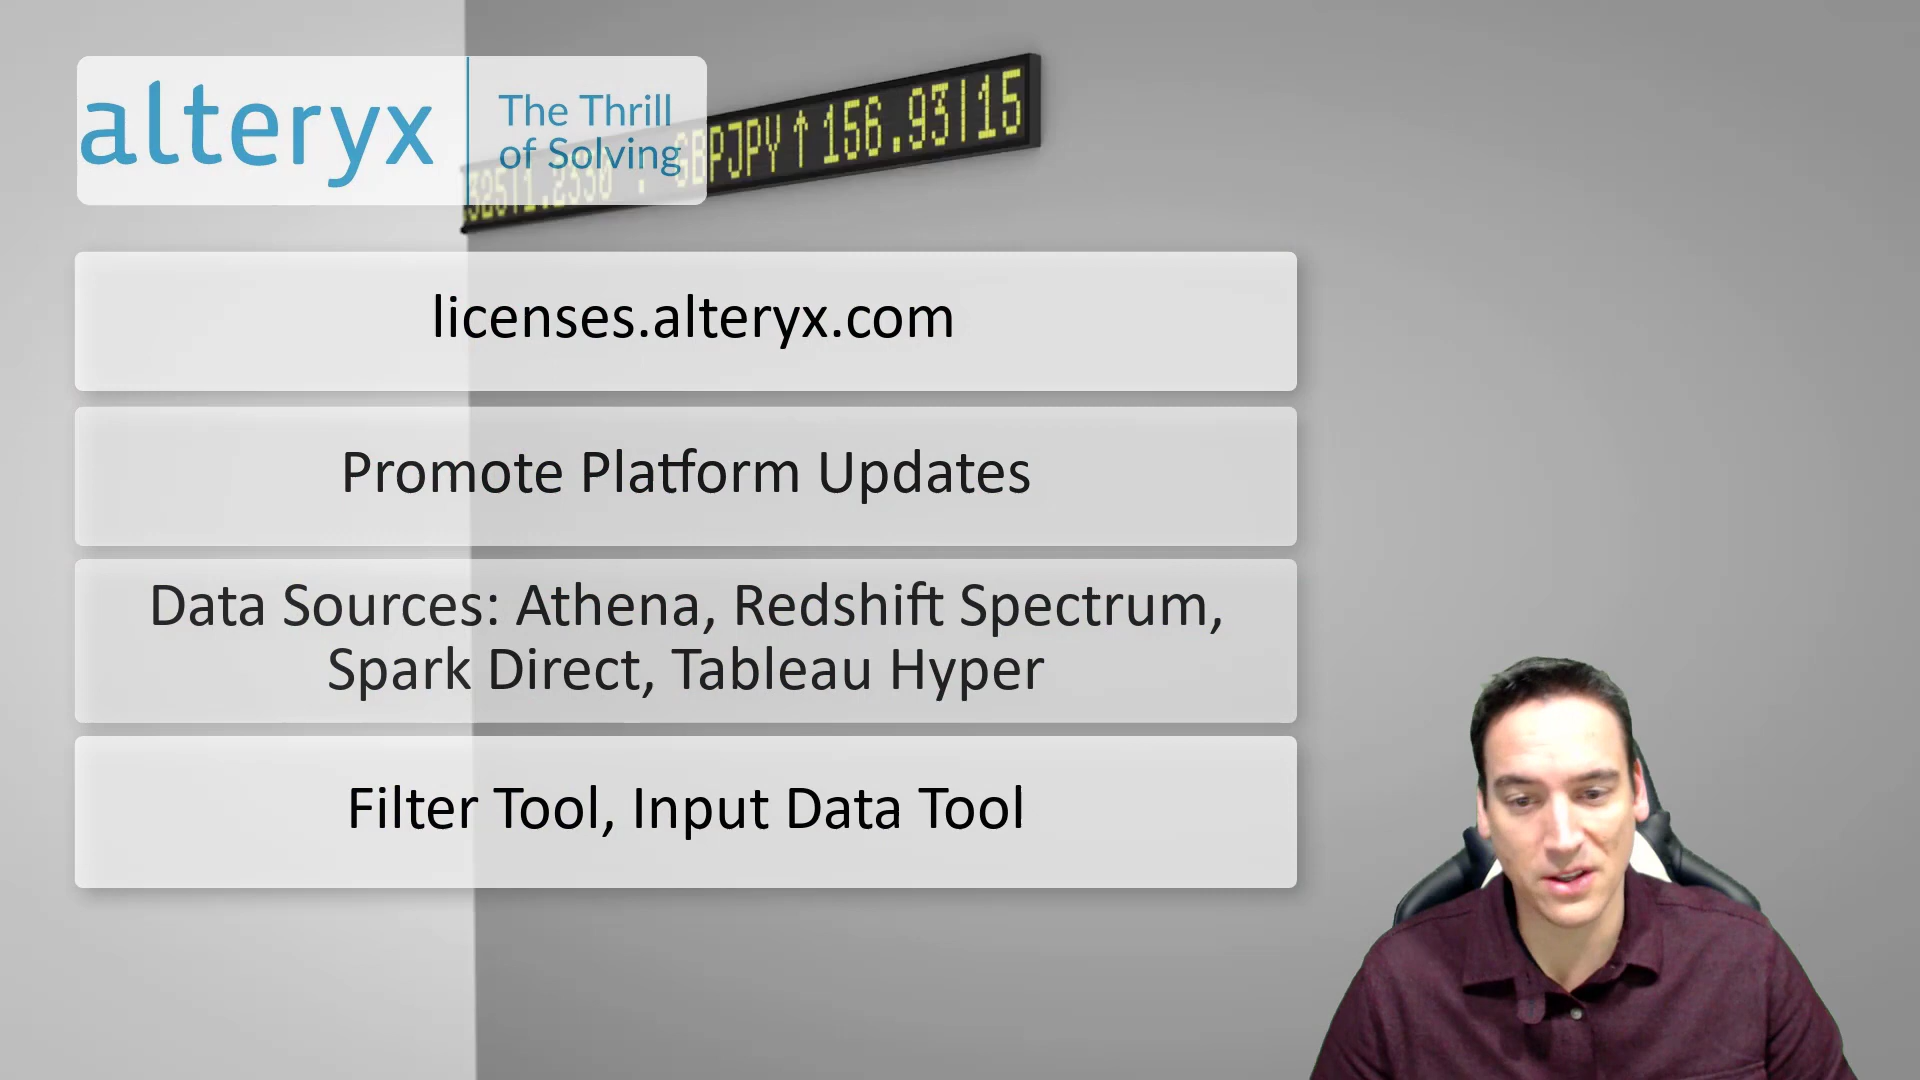 alteryx
The Thrill
of Solving
GBPJPY↑156.93|15
licenses.alteryx.com
Promote Platform Updates
Data Sources: Athena, Redshift Spectrum,
Spark Direct, Tableau Hyper
Filter Tool, Input Data Tool